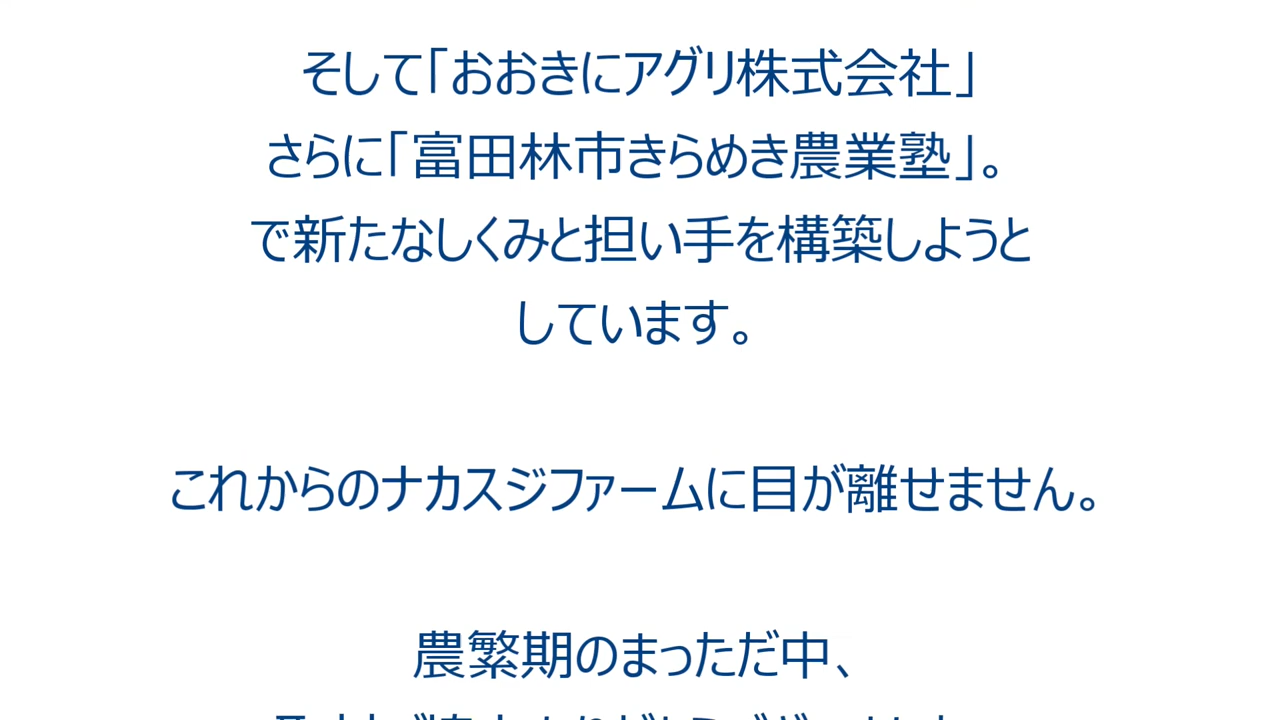 そして「おおきにアグリ株式会社」
さらに「富田林市きらめき農業塾」。
で新たなしくみと担い手を構築しようと
しています。
これからのナカスジファームに目が離せません。
農繁期のまっただ中、